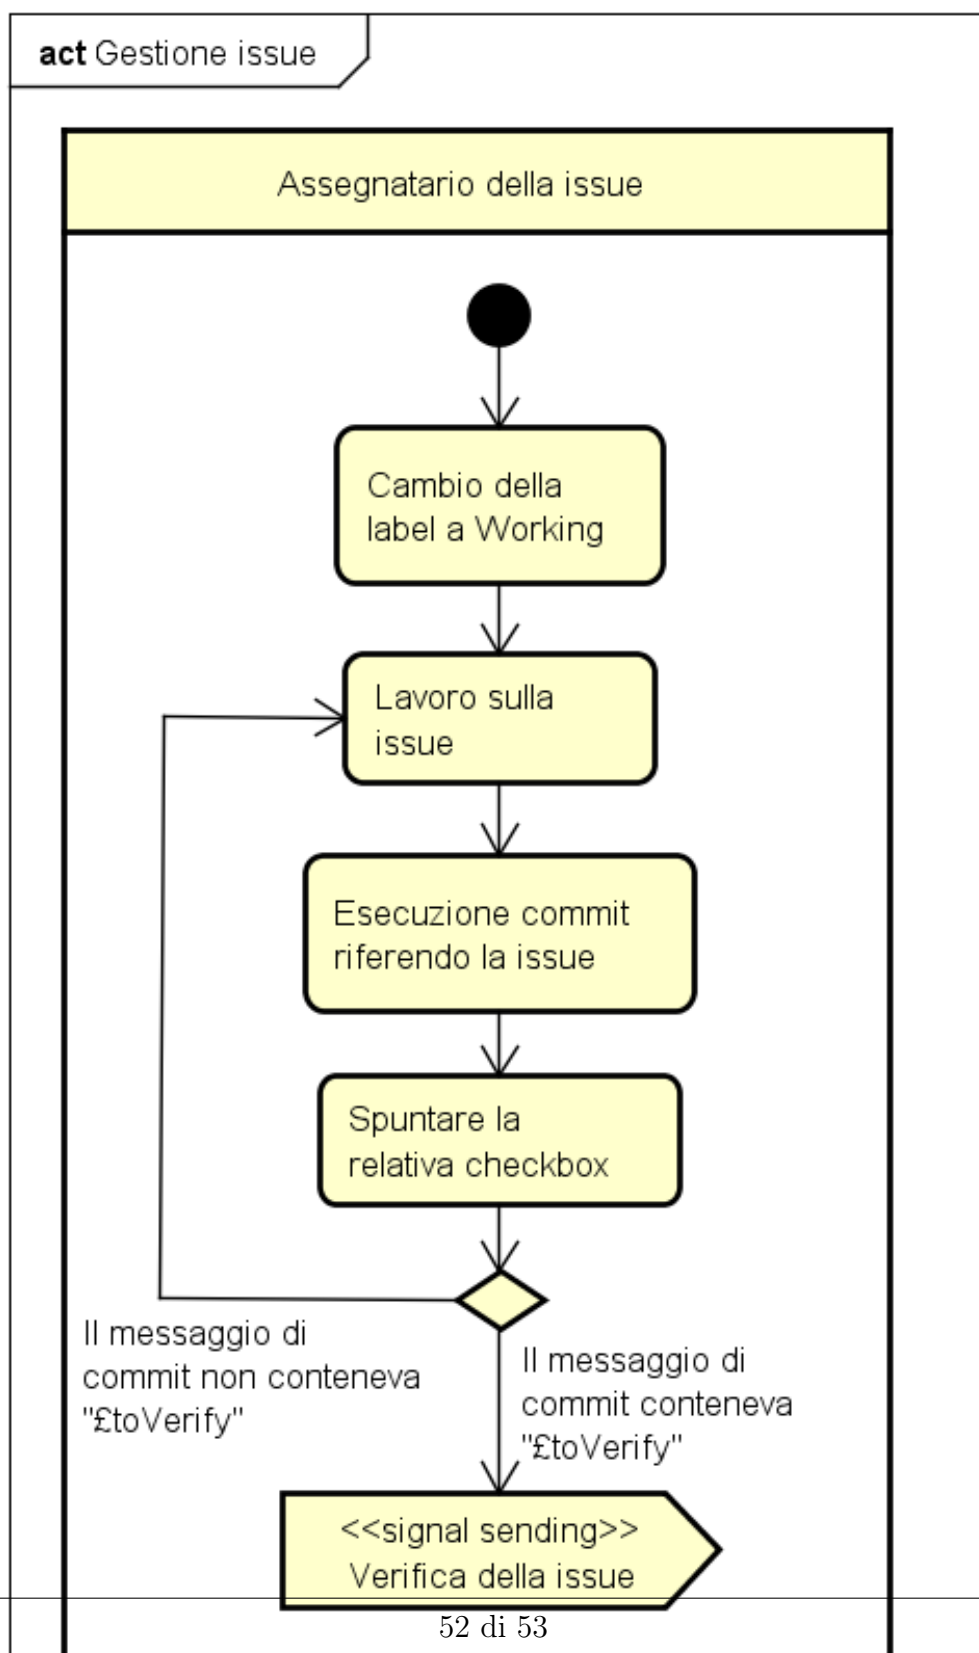 act Gestione issue
Assegnatario della issue
Cambio della
label a Working
Lavoro sulla
issue
Esecuzione commit
riferendo la issue
Spuntare la
relativa checkbox
Il messaggio di
commit non conteneva
"£toVerify"
Il messaggio di
commit conteneva
"£toVerify"
<<signal sending>>
Verifica della issue
52 di 53